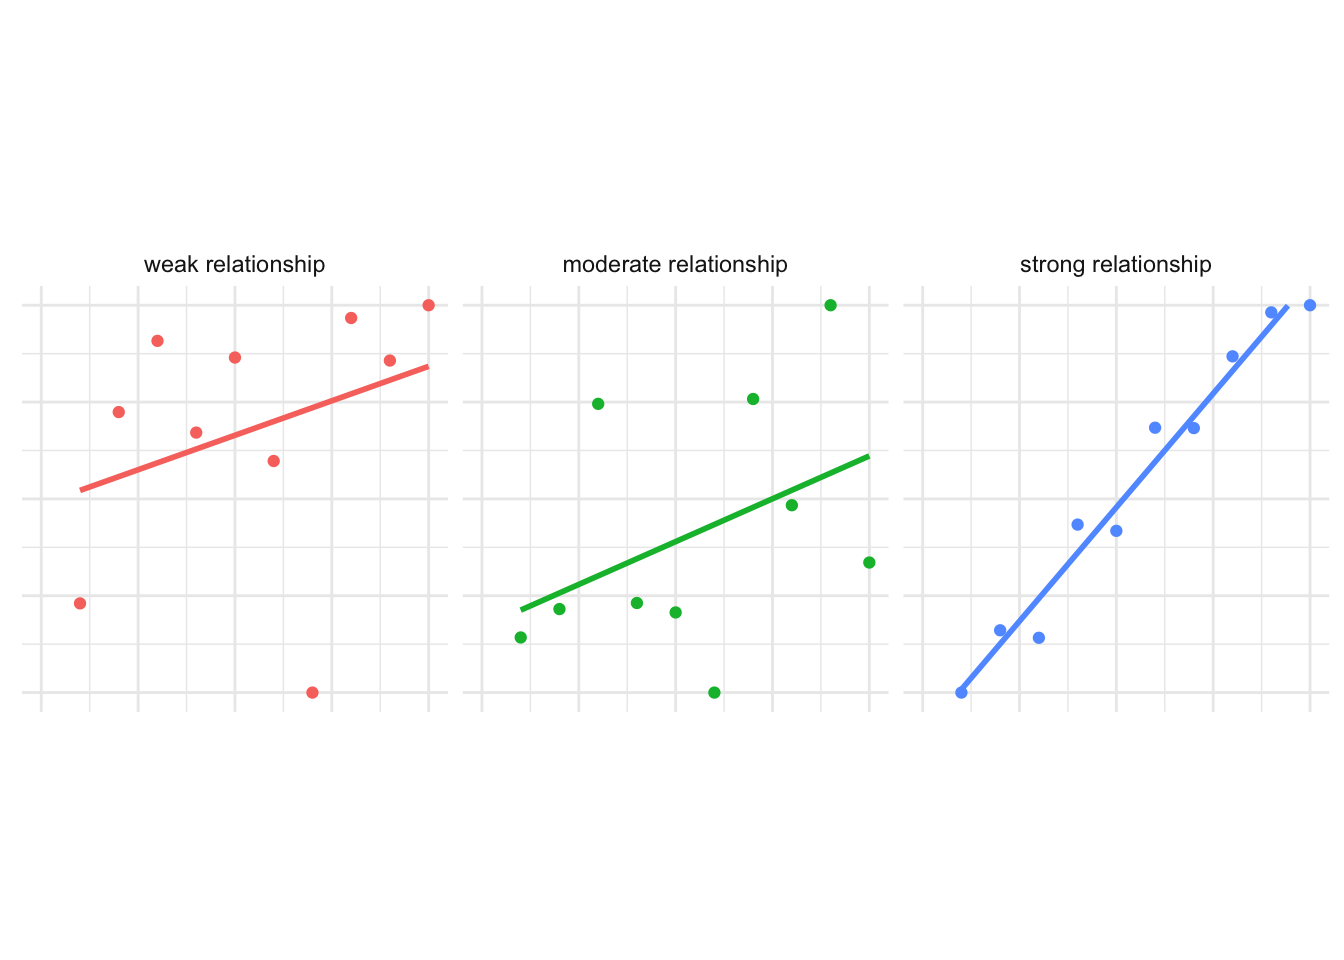 weak relationship
moderate relationship
strong relationship